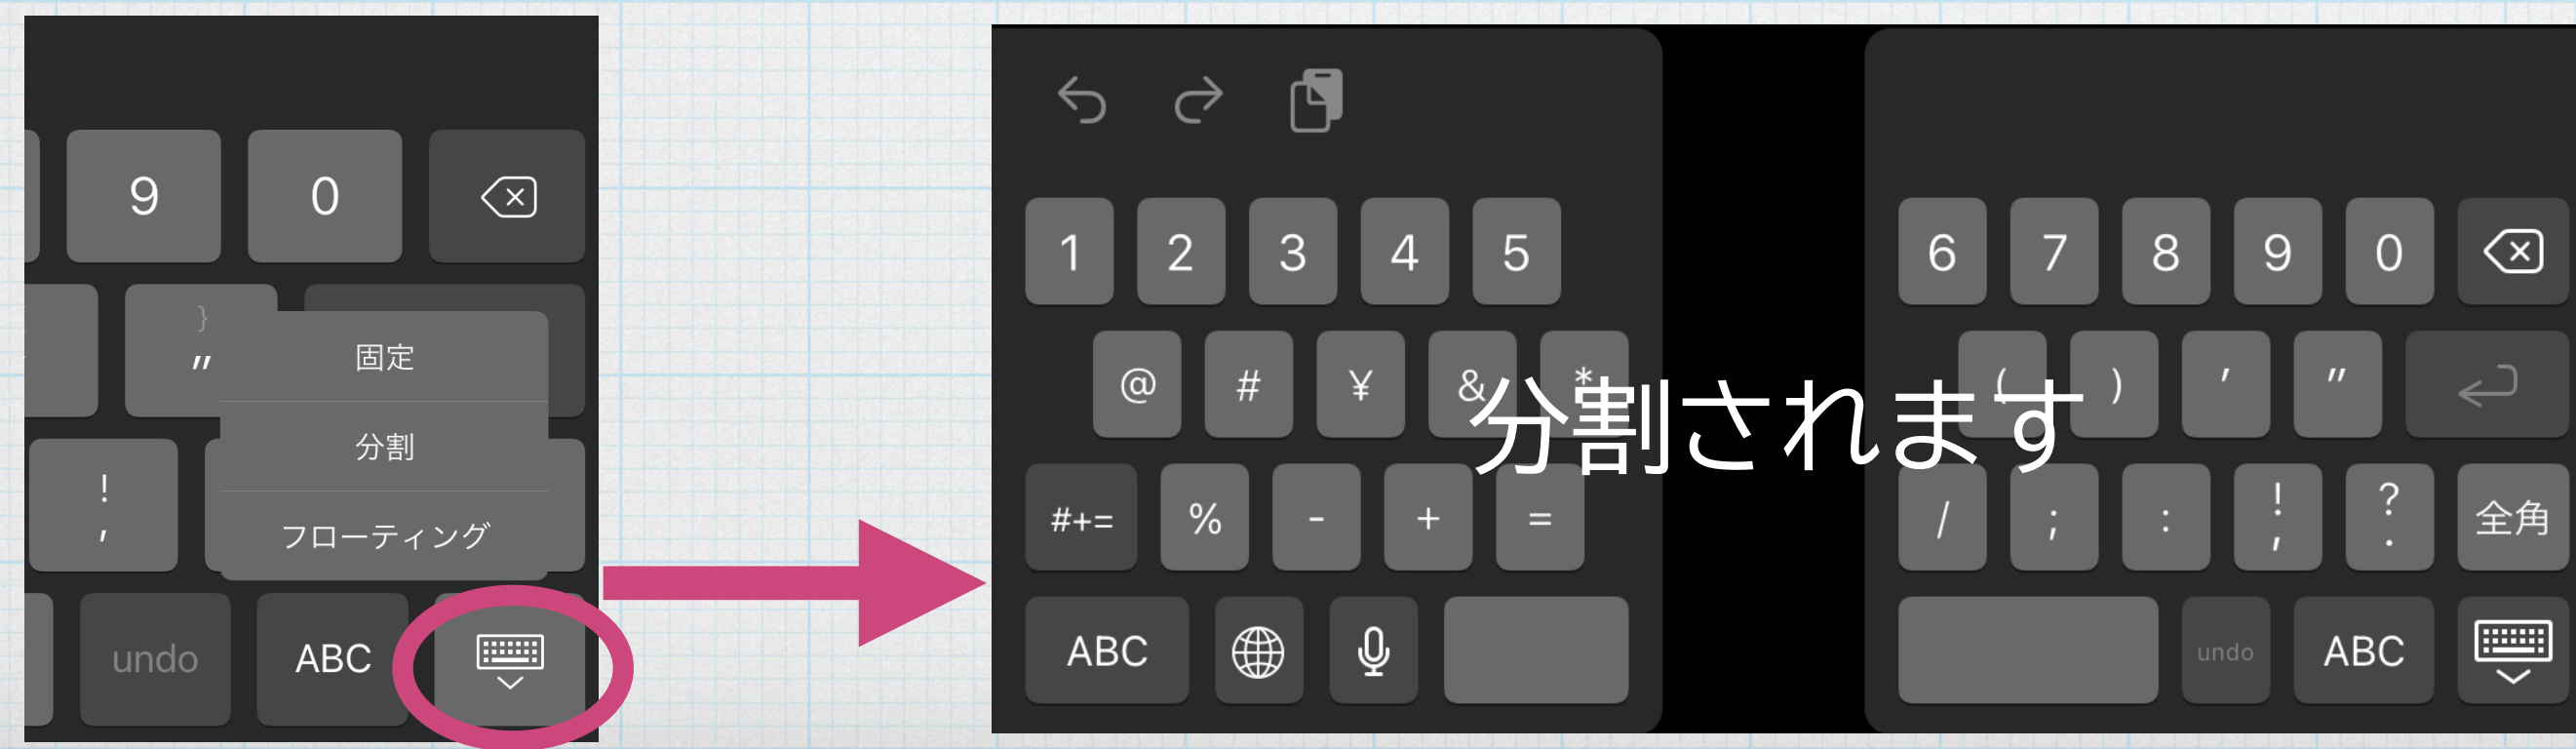 9 0
}
"
固定
分割
!
,
フローティング
undo ABC
1 2 3 4 5
@ # ¥ & *
#+= % - + =
ABC
分割されます
6 7 8 9 0
( ) ' "
/ ; : ! ? 全角
, .
undo ABC